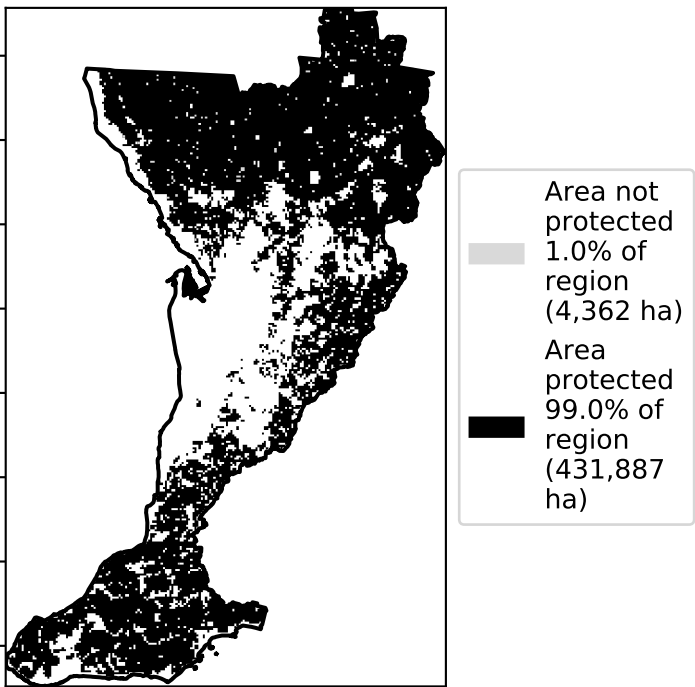 Area not
protected
1.0% of
region
(4,362 ha)
Area
protected
99.0% of
region
(431,887
ha)